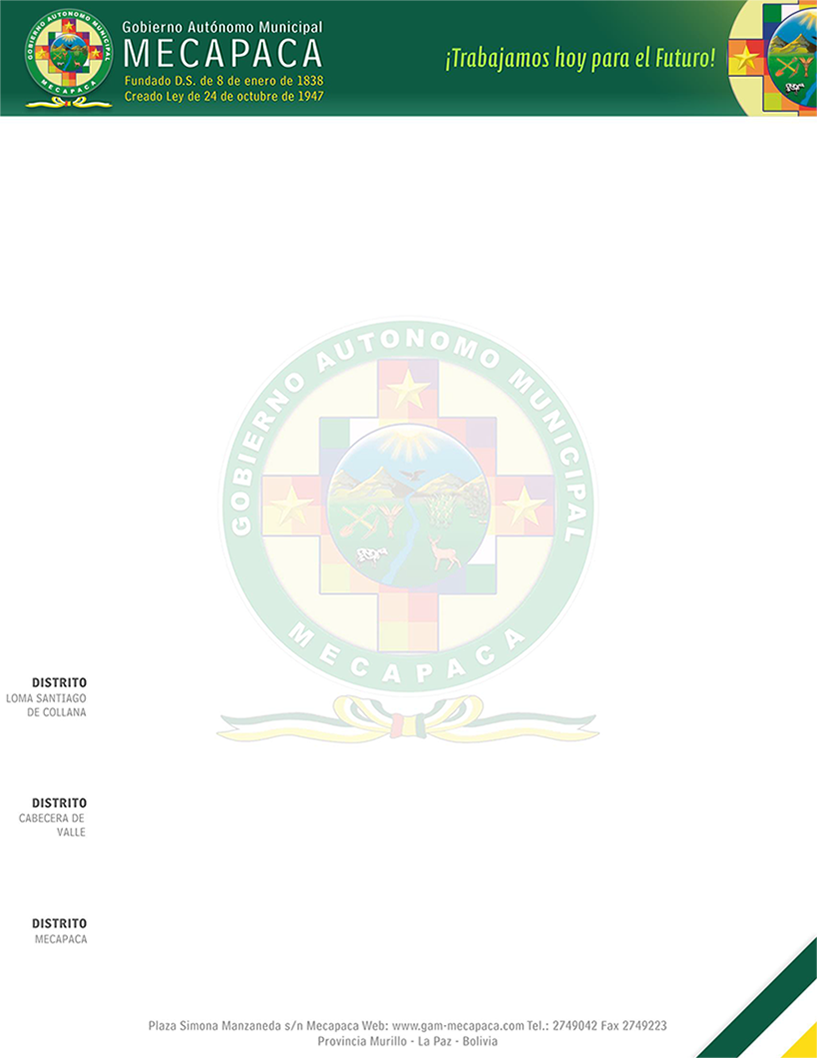 Gobierno Autónomo Municipal
MECAPACA
Fundado D.S. de 8 de enero de 1838
Creado Ley de 24 de octubre de 1947
¡Trabajamos hoy para el Futuro!
GOBIERNO AUTONOMO MUNICIPAL
MECAPACA
GOBIERNO AUTONOMO MUNICIPAL
MECAPACA
DISTRITO
LOMA SANTIAGO
DE COLLANA
DISTRITO
CABECERA DE
VALLE
DISTRITO
MECAPACA
Plaza Simona Manzaneda s/n Mecapaca Web: www.gam-mecapaca.com Tel.: 2749042 Fax 2749223
Provincia Murillo - La Paz - Bolivia